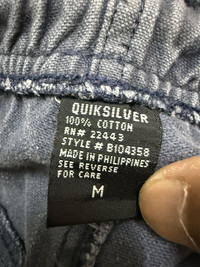 QUIKSILVER
100% COTTON
RN# 22443
STYLE # B104358
MADE IN PHILIPPINES
SEE REVERSE
FOR CARE
M